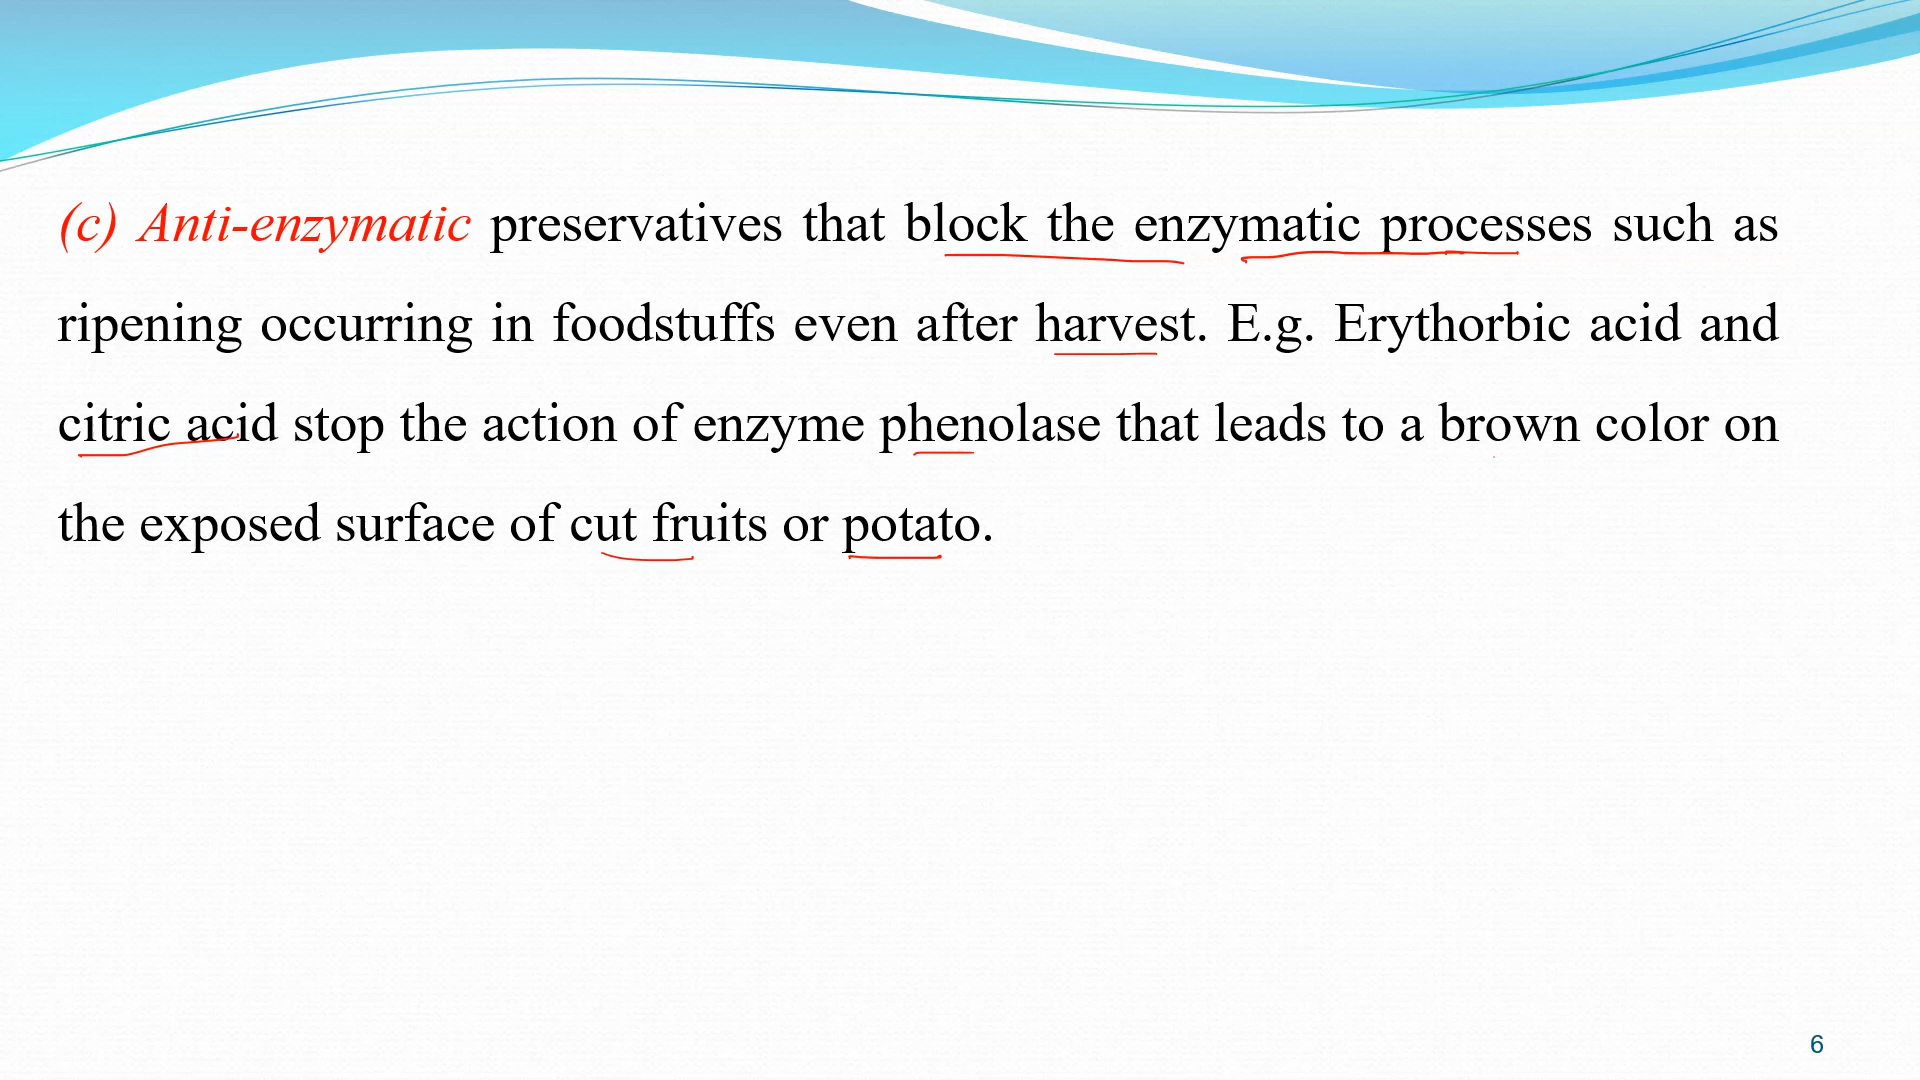 (c) Anti-enzymatic preservatives that block the enzymatic processes such as
ripening occurring in foodstuffs even after harvest. E.g. Erythorbic acid and
citric acid stop the action of enzyme phenolase that leads to a brown color on
the exposed surface of cut fruits or potato.
6